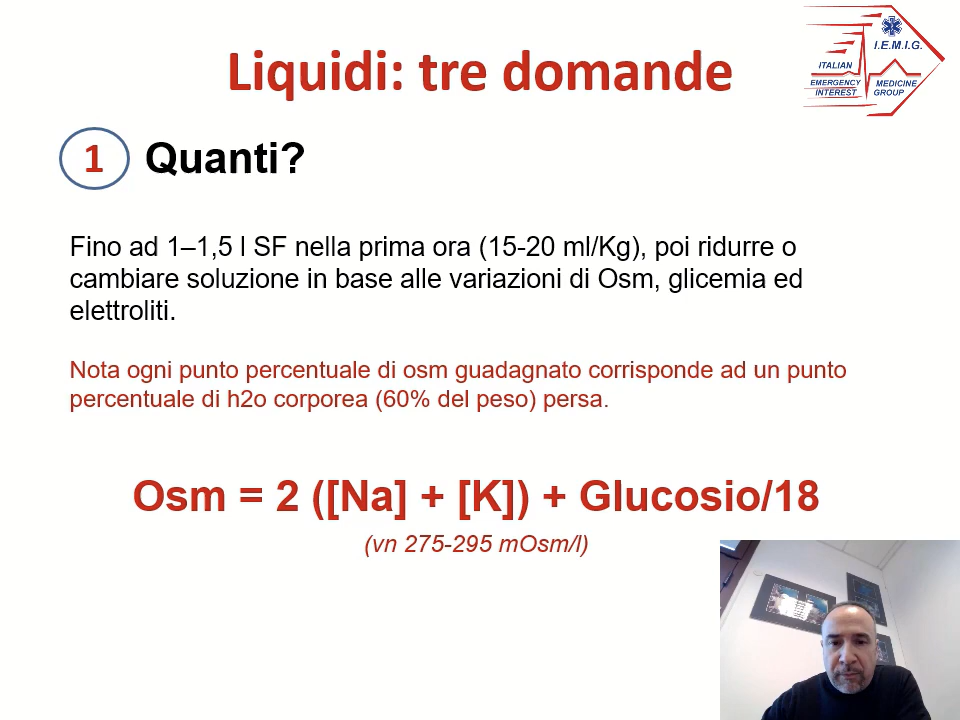 Liquidi: tre domande
I.E.M.I.G.
ITALIAN
EMERGENCY
INTEREST
MEDICINE
GROUP
1 Quanti?
Fino ad 1–1,5 l SF nella prima ora (15-20 ml/Kg), poi ridurre o
cambiare soluzione in base alle variazioni di Osm, glicemia ed
elettroliti.
Nota ogni punto percentuale di osm guadagnato corrisponde ad un punto
percentuale di h2o corporea (60% del peso) persa.
Osm = 2 ([Na] + [K]) + Glucosio/18
(vn 275-295 mOsm/l)